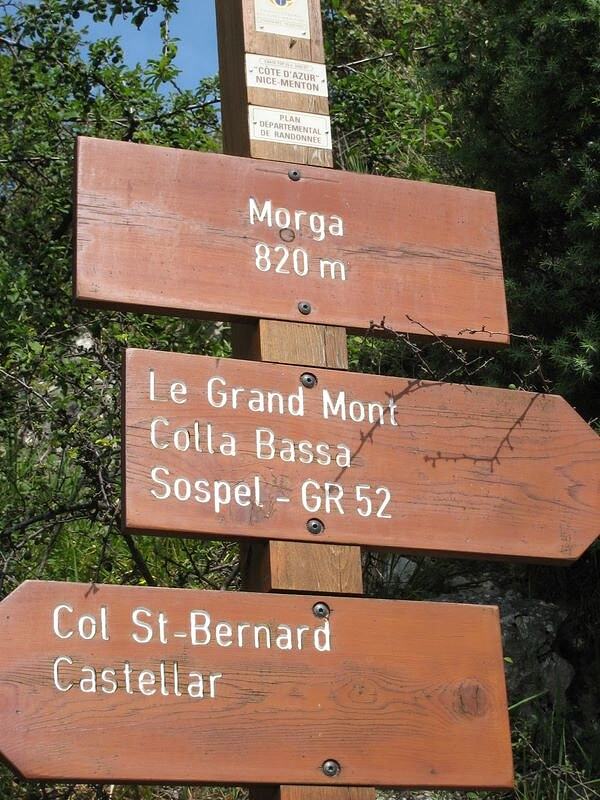 "CÔTE D'AZUR"
NICE-MENTON
PLAN
DÉPARTEMENTAL
DE RANDONNÉE
Morga
820 m
Le Grand Mont
Colla Bassa
Sospel - GR 52
Col St-Bernard
Castellar